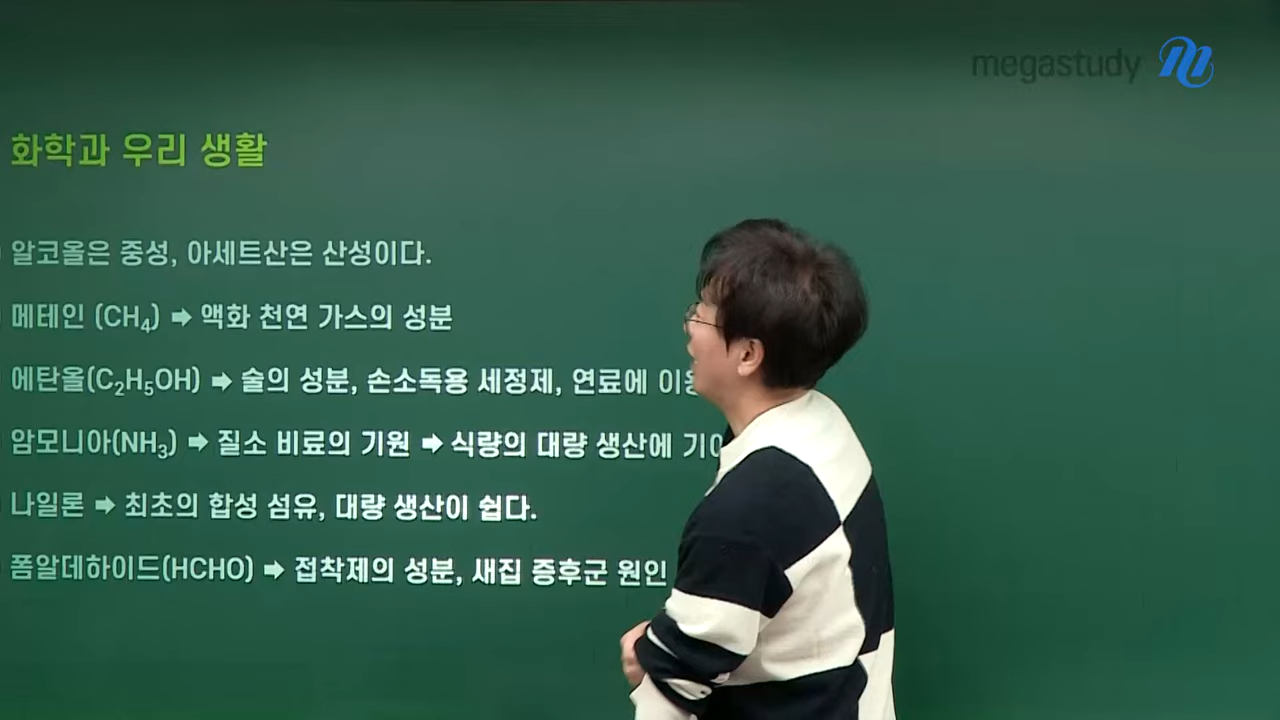 megastudy
화학과 우리 생활
알코올은 중성, 아세트산은 산성이다.
메테인 (CH₄) ➡ 액화 천연 가스의 성분
에탄올(C₂H₅OH) ➡ 술의 성분, 손소독용 세정제, 연료에
암모니아(NH₃) ➡ 질소 비료의 기원 ➡ 식량의 대량 생산에
나일론 ➡ 최초의 합성 섬유, 대량 생산이 쉽다.
폼알데하이드(HCHO) ➡ 접착제의 성분, 새집 증후군 원인